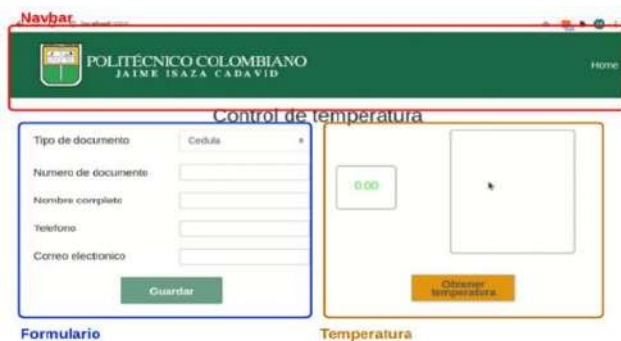 Navbar
POLITÉCNICO COLOMBIANO
JAIME ISAZA CADAVID
Home
Control de temperatura
Tipo de documento
Cedula
Numero de documento
Nombre completo
Telefono
Correo electronico
Guardar
0.00
Obtener
temperatura
Formulario
Temperatura